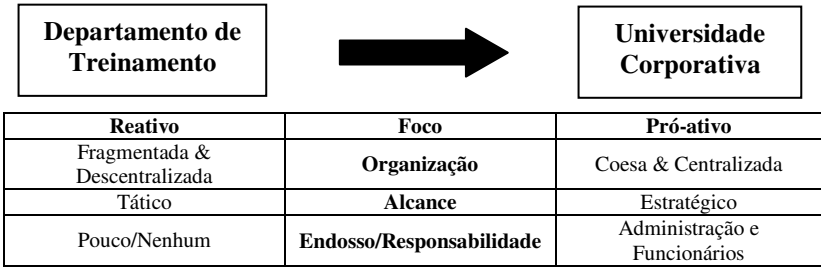 Departamento de
Treinamento
Universidade
Corporativa
Reativo
Foco
Pró-ativo
Fragmentada &
Descentralizada
Organização
Coesa & Centralizada
Tático
Alcance
Estratégico
Pouco/Nenhum
Endosso/Responsabilidade
Administração e
Funcionários